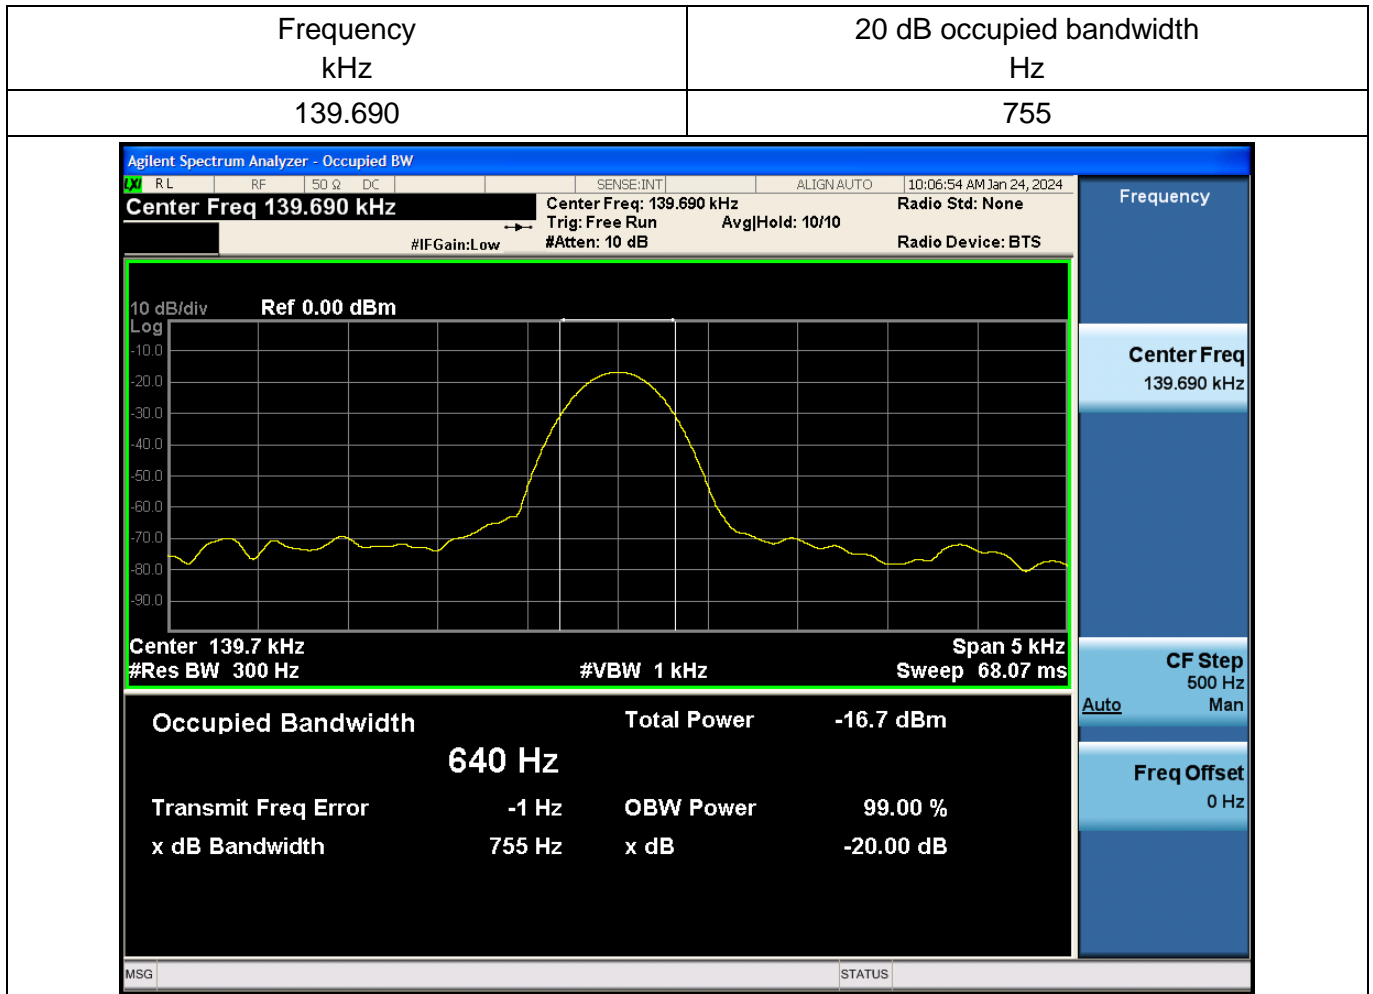 Frequency
kHz
20 dB occupied bandwidth
Hz
139.690
755
Agilent Spectrum Analyzer - Occupied BW
LXI RL RF 50 Ω DC SENSE:INT ALIGN AUTO 10:06:54 AM Jan 24, 2024
Center Freq 139.690 kHz
Center Freq: 139.690 kHz
Radio Std: None
Trig: Free Run Avg|Hold: 10/10
#IFGain:Low #Atten: 10 dB Radio Device: BTS
10 dB/div Ref 0.00 dBm
Log
-10.0
-20.0
-30.0
-40.0
-50.0
-60.0
-70.0
-80.0
-90.0
Center 139.7 kHz Span 5 kHz
#Res BW 300 Hz #VBW 1 kHz Sweep 68.07 ms
Occupied Bandwidth Total Power -16.7 dBm
640 Hz
Transmit Freq Error -1 Hz OBW Power 99.00 %
x dB Bandwidth 755 Hz x dB -20.00 dB
Frequency
Center Freq
139.690 kHz
CF Step
500 Hz
Auto Man
Freq Offset
0 Hz
MSG STATUS